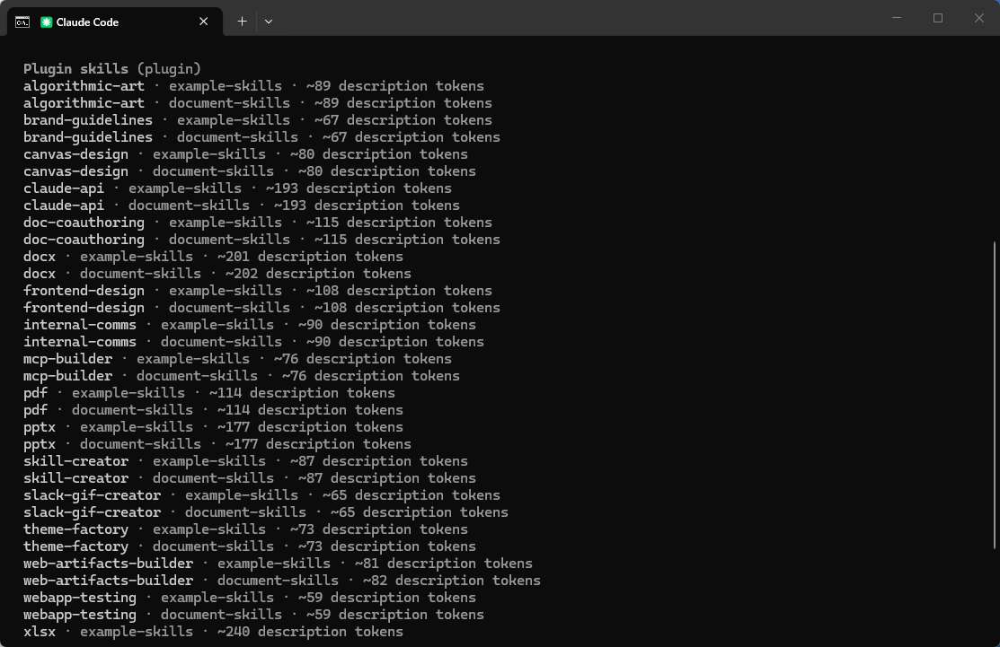 Claude Code
Plugin skills (plugin)
algorithmic-art · example-skills · ~89 description tokens
algorithmic-art · document-skills · ~89 description tokens
brand-guidelines · example-skills · ~67 description tokens
brand-guidelines · document-skills · ~67 description tokens
canvas-design · example-skills · ~80 description tokens
canvas-design · document-skills · ~80 description tokens
claude-api · example-skills · ~193 description tokens
claude-api · document-skills · ~193 description tokens
doc-coauthoring · example-skills · ~115 description tokens
doc-coauthoring · document-skills · ~115 description tokens
docx · example-skills · ~201 description tokens
docx · document-skills · ~202 description tokens
frontend-design · example-skills · ~108 description tokens
frontend-design · document-skills · ~108 description tokens
internal-comms · example-skills · ~90 description tokens
internal-comms · document-skills · ~90 description tokens
mcp-builder · example-skills · ~76 description tokens
mcp-builder · document-skills · ~76 description tokens
pdf · example-skills · ~114 description tokens
pdf · document-skills · ~114 description tokens
pptx · example-skills · ~177 description tokens
pptx · document-skills · ~177 description tokens
skill-creator · example-skills · ~87 description tokens
skill-creator · document-skills · ~87 description tokens
slack-gif-creator · example-skills · ~65 description tokens
slack-gif-creator · document-skills · ~65 description tokens
theme-factory · example-skills · ~73 description tokens
theme-factory · document-skills · ~73 description tokens
web-artifacts-builder · example-skills · ~81 description tokens
web-artifacts-builder · document-skills · ~82 description tokens
webapp-testing · example-skills · ~59 description tokens
webapp-testing · document-skills · ~59 description tokens
xlsx · example-skills · ~240 description tokens